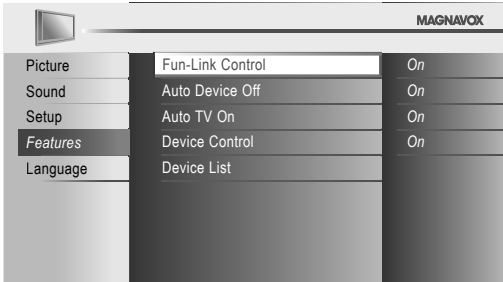 MAGNAVOX
Picture
Fun-Link Control
On
Sound
Auto Device Off
On
Setup
Auto TV On
On
Features
Device Control
On
Language
Device List